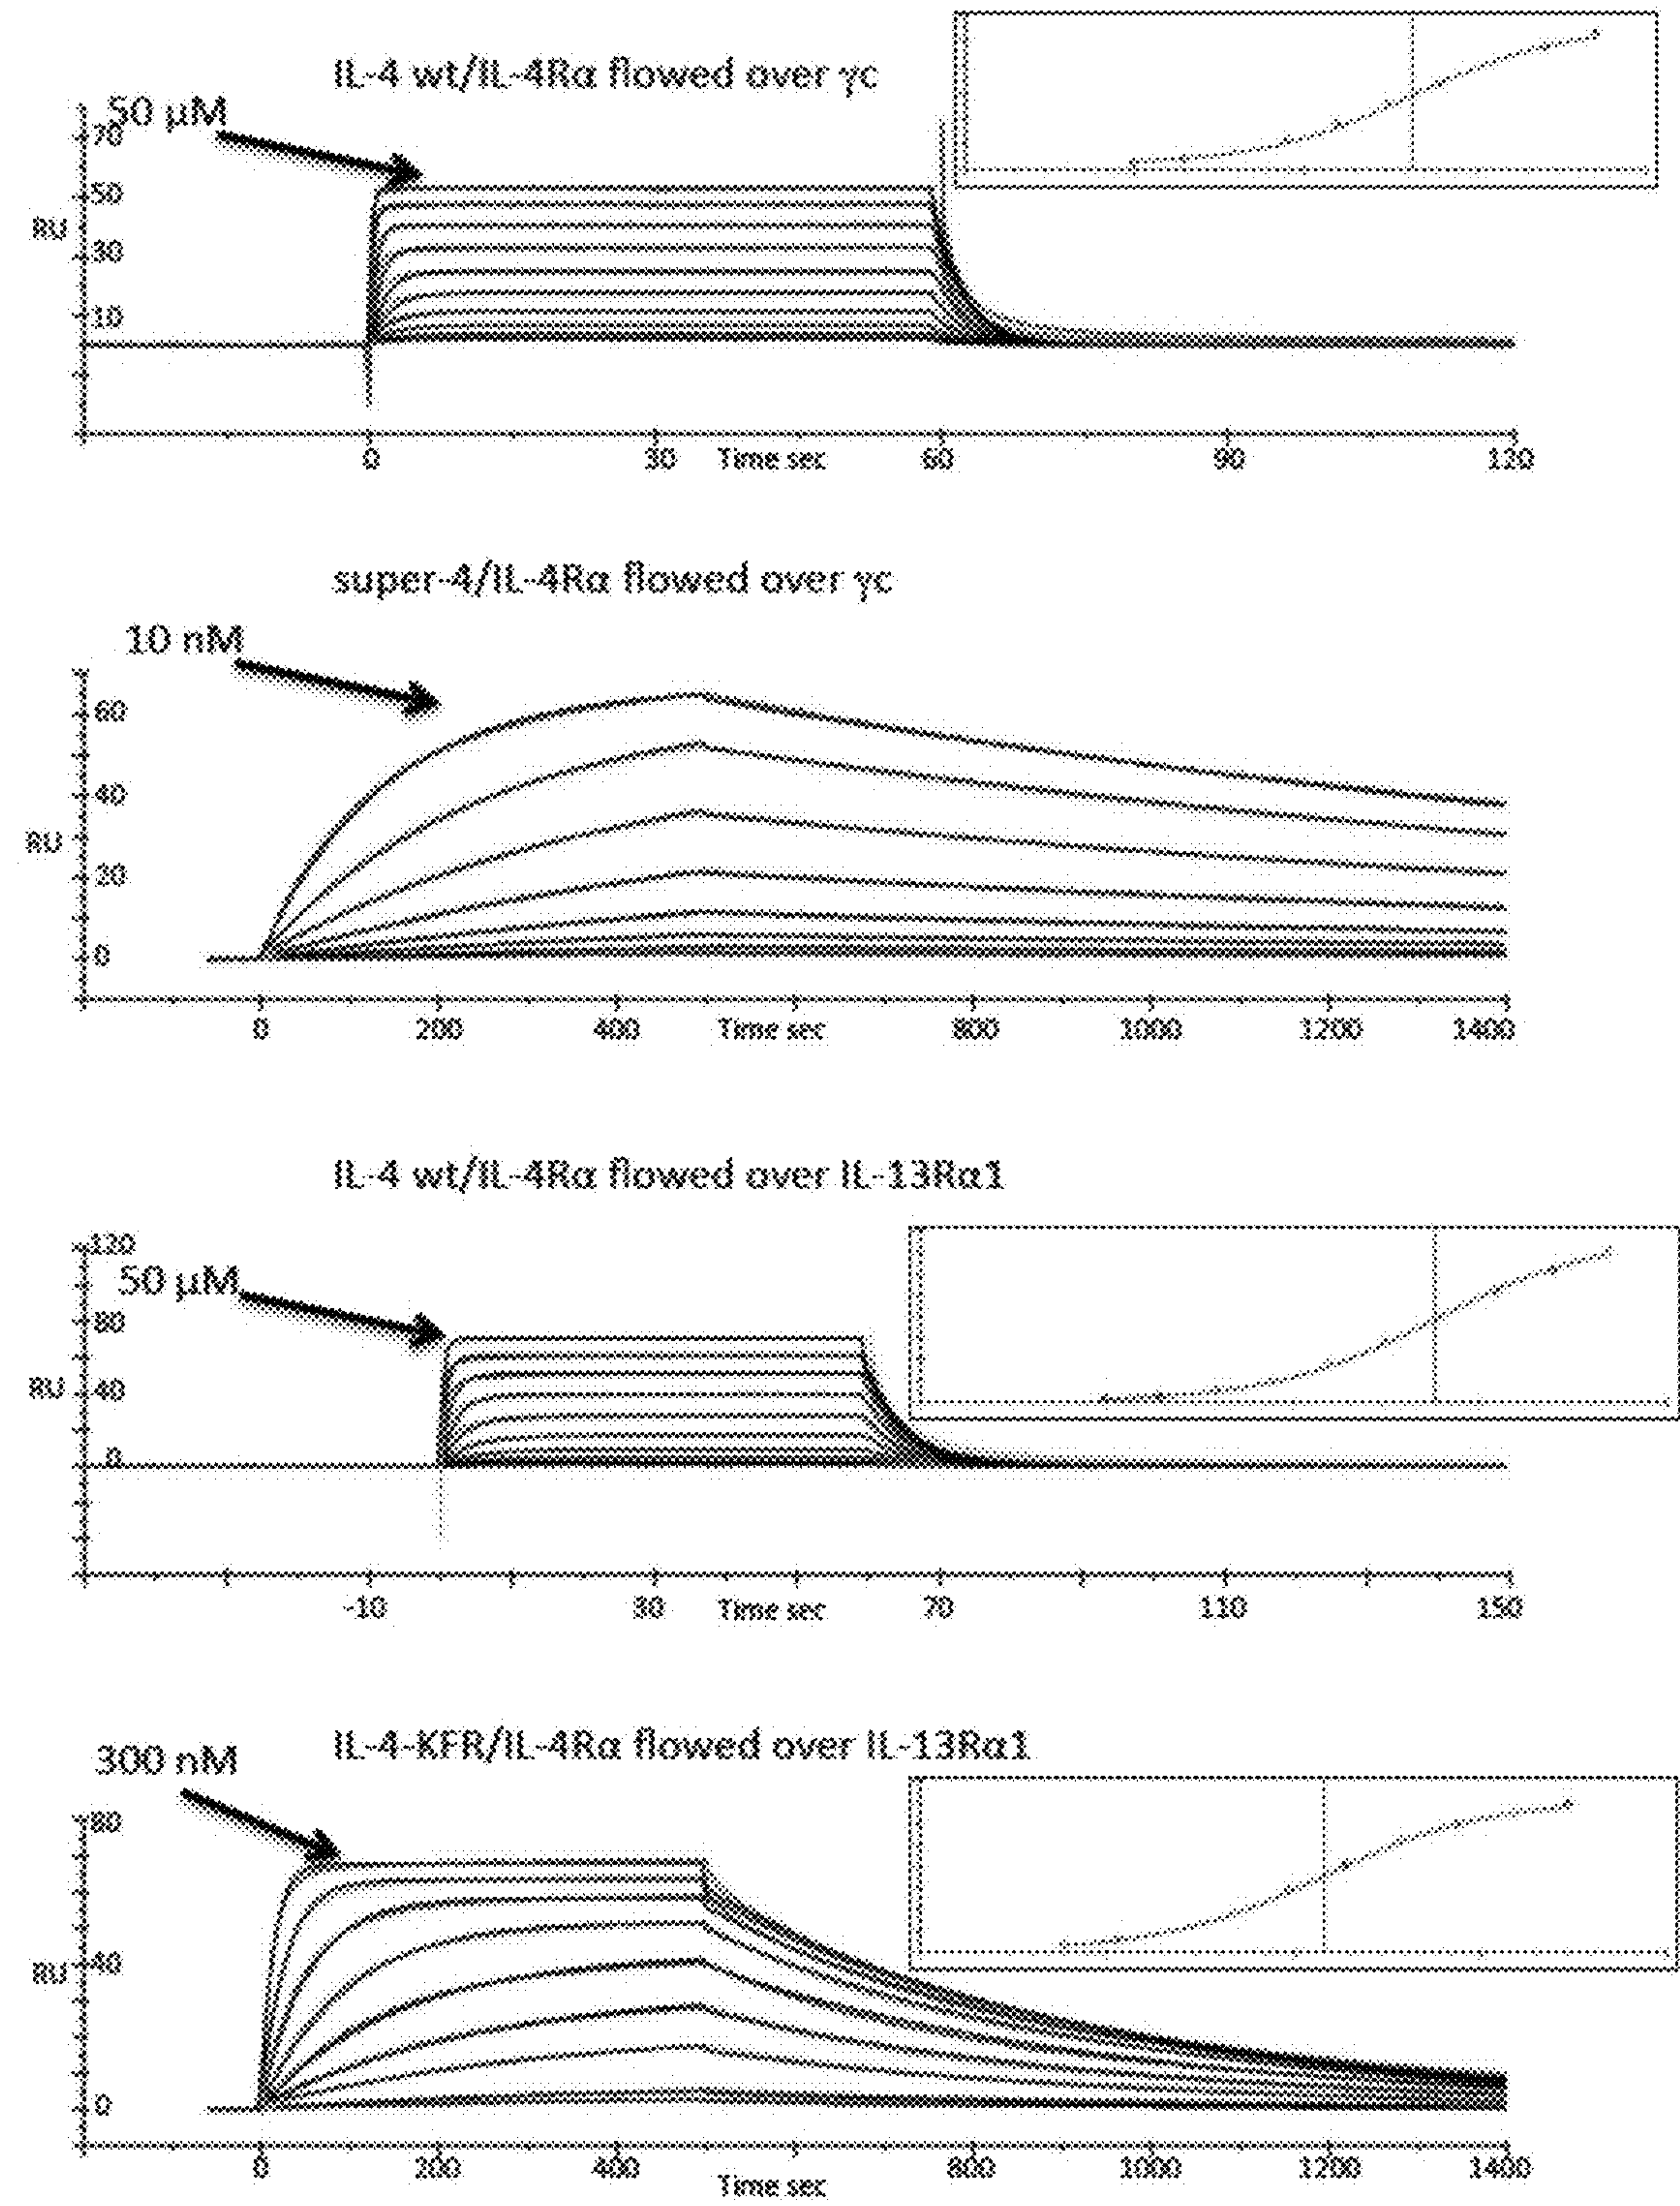 IL-4 wt/IL-4Rα flowed over γc
50 μM
70
50
RU
30
10
0 30 Time sec 60 90 120
super-4/IL-4Rα flowed over γc
10 nM
60
40
RU
20
0
0 200 400 Time sec 800 1000 1200 1400
IL-4 wt/IL-4Rα flowed over IL-13Rα1
120
50 μM
80
RU 40
0
-10 30 Time sec 70 110 150
IL-4-KFR/IL-4Rα flowed over IL-13Rα1
300 nM
80
RU 40
0
0 200 400 Time sec 800 1000 1200 1400